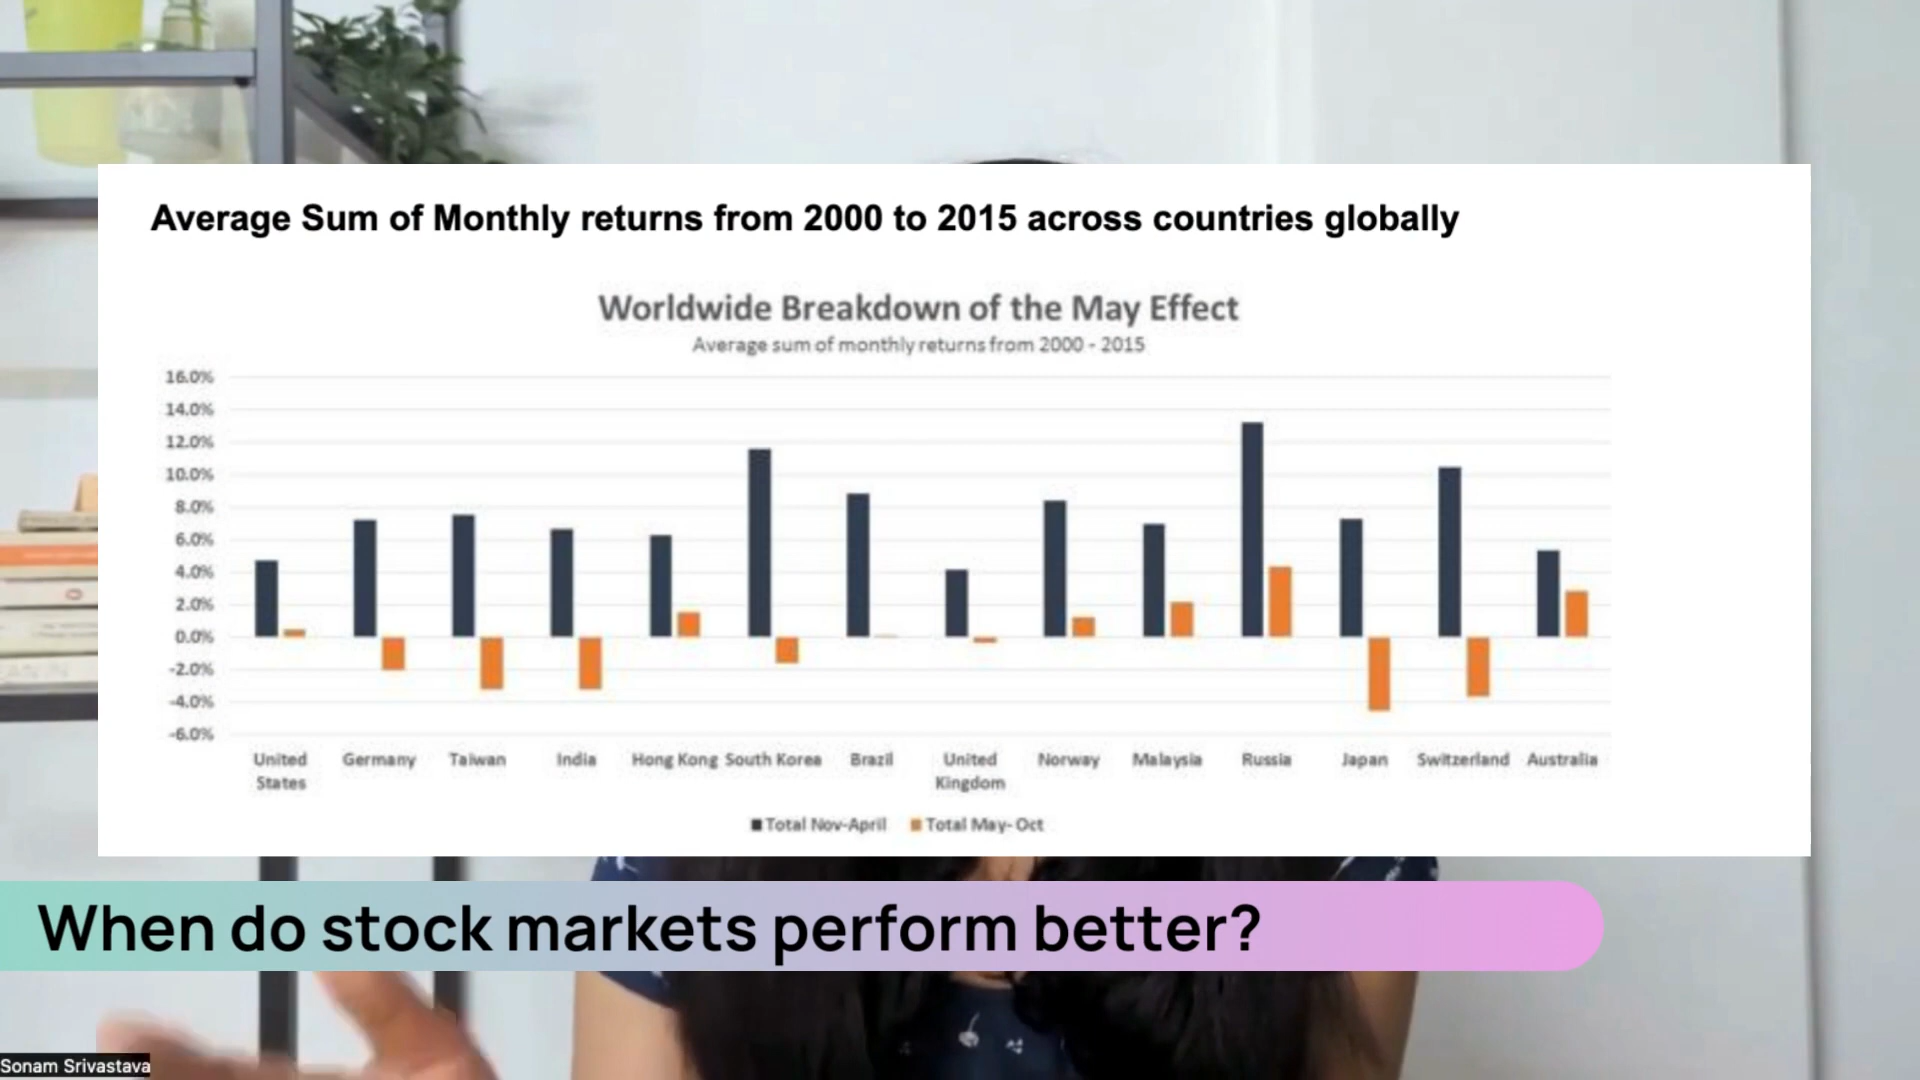 Average Sum of Monthly returns from 2000 to 2015 across countries globally
Worldwide Breakdown of the May Effect
Average sum of monthly returns from 2000 - 2015
16.0%
14.0%
12.0%
10.0%
8.0%
6.0%
4.0%
2.0%
0.0%
-2.0%
-4.0%
-6.0%
United States
Germany
Taiwan
India
Hong Kong
South Korea
Brazil
United Kingdom
Norway
Malaysia
Russia
Japan
Switzerland
Australia
Total Nov-April
Total May-Oct
When do stock markets perform better?
Sonam Srivastava